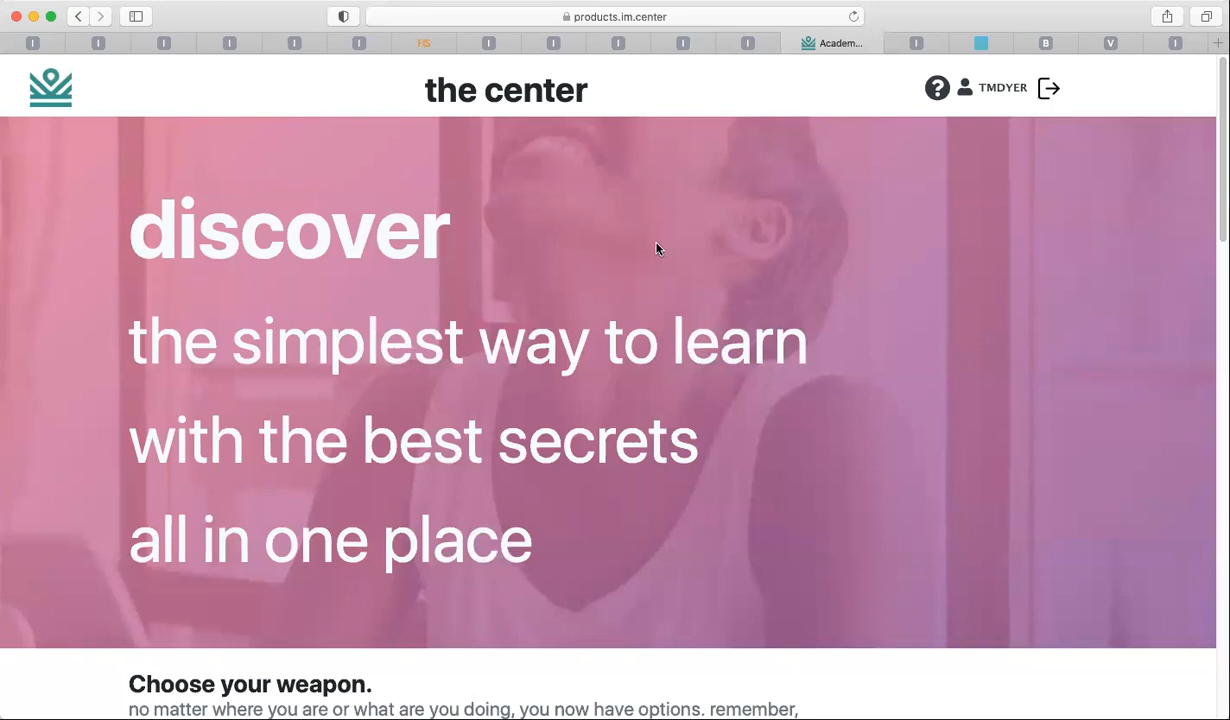 products.im.center
I
I
I
I
I
I
FIS
I
I
I
I
I
Academ...
I
B
V
I
the center
TMDYER
discover
the simplest way to learn
with the best secrets
all in one place
Choose your weapon.
no matter where you are or what are you doing, you now have options. remember,